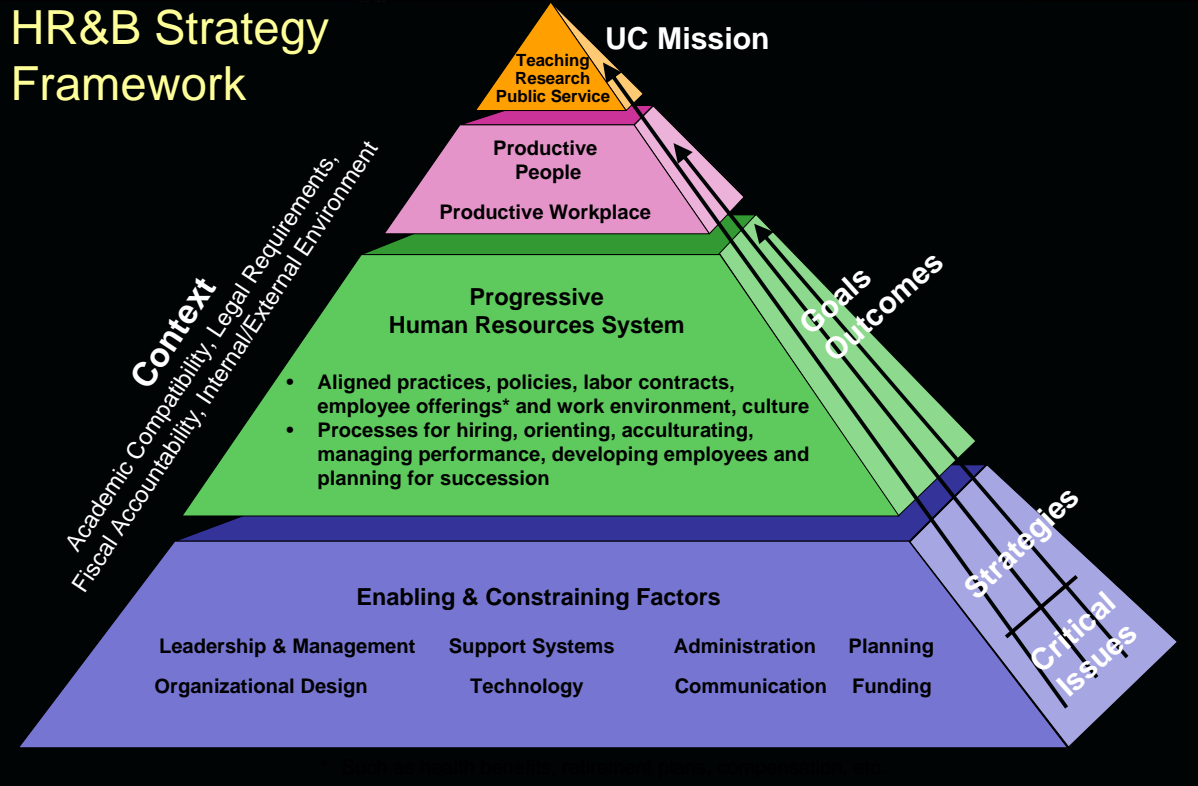 HR&B Strategy
Framework
UC Mission
Teaching
Research
Public Service
Productive
People
Productive Workplace
Context
Academic Compatibility, Legal Requirements,
Fiscal Accountability, Internal/External Environment
Progressive
Human Resources System
• Aligned practices, policies, labor contracts,
employee offerings* and work environment, culture
• Processes for hiring, orienting, acculturating,
managing performance, developing employees and
planning for succession
Goals
Outcomes
Strategies
Critical
Issues
Enabling & Constraining Factors
Leadership & Management Support Systems Administration Planning
Organizational Design Technology Communication Funding